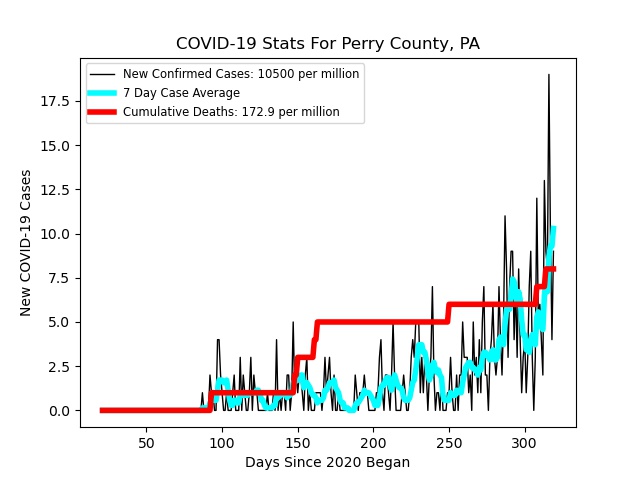 COVID-19 Stats For Perry County, PA
New Confirmed Cases: 10500 per million
7 Day Case Average
Cumulative Deaths: 172.9 per million
New COVID-19 Cases
17.5
15.0
12.5
10.0
7.5
5.0
2.5
0.0
50 100 150 200 250 300
Days Since 2020 Began